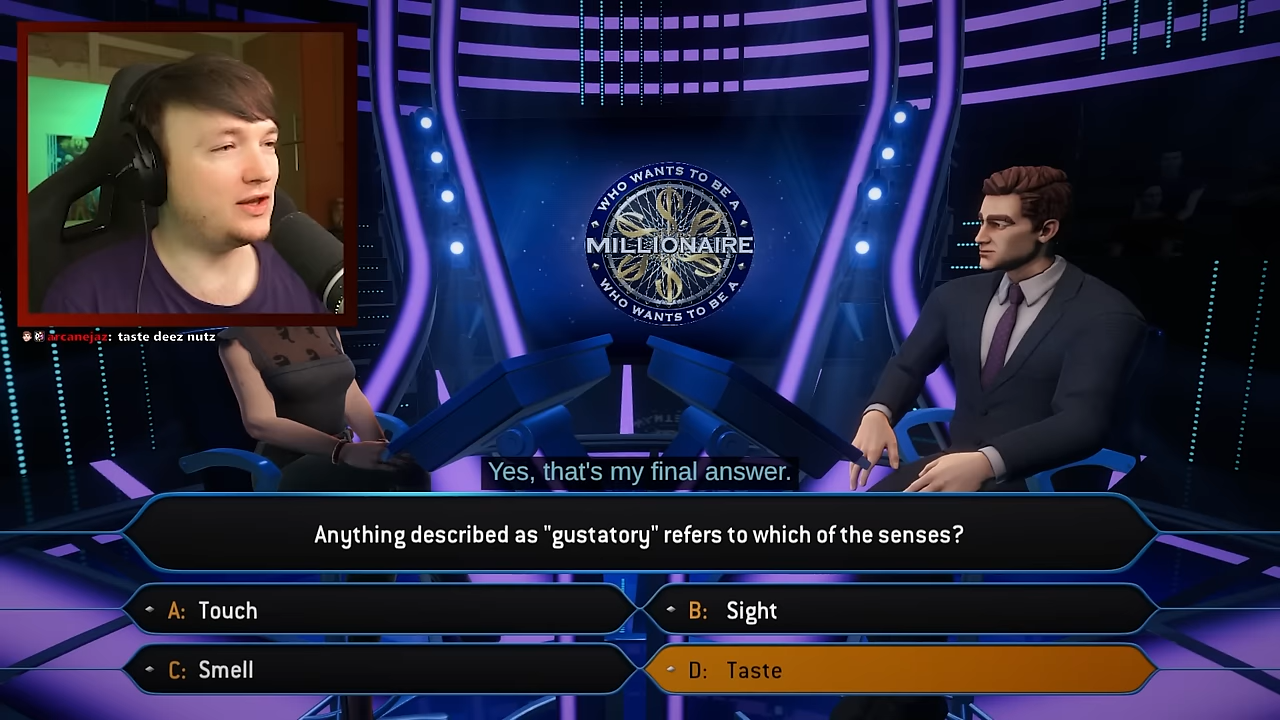 WHO WANTS TO BE A
MILLIONAIRE
WHO WANTS TO BE A
arcanejaz: taste deez nutz
Yes, that's my final answer.
Anything described as "gustatory" refers to which of the senses?
A: Touch
B: Sight
C: Smell
D: Taste